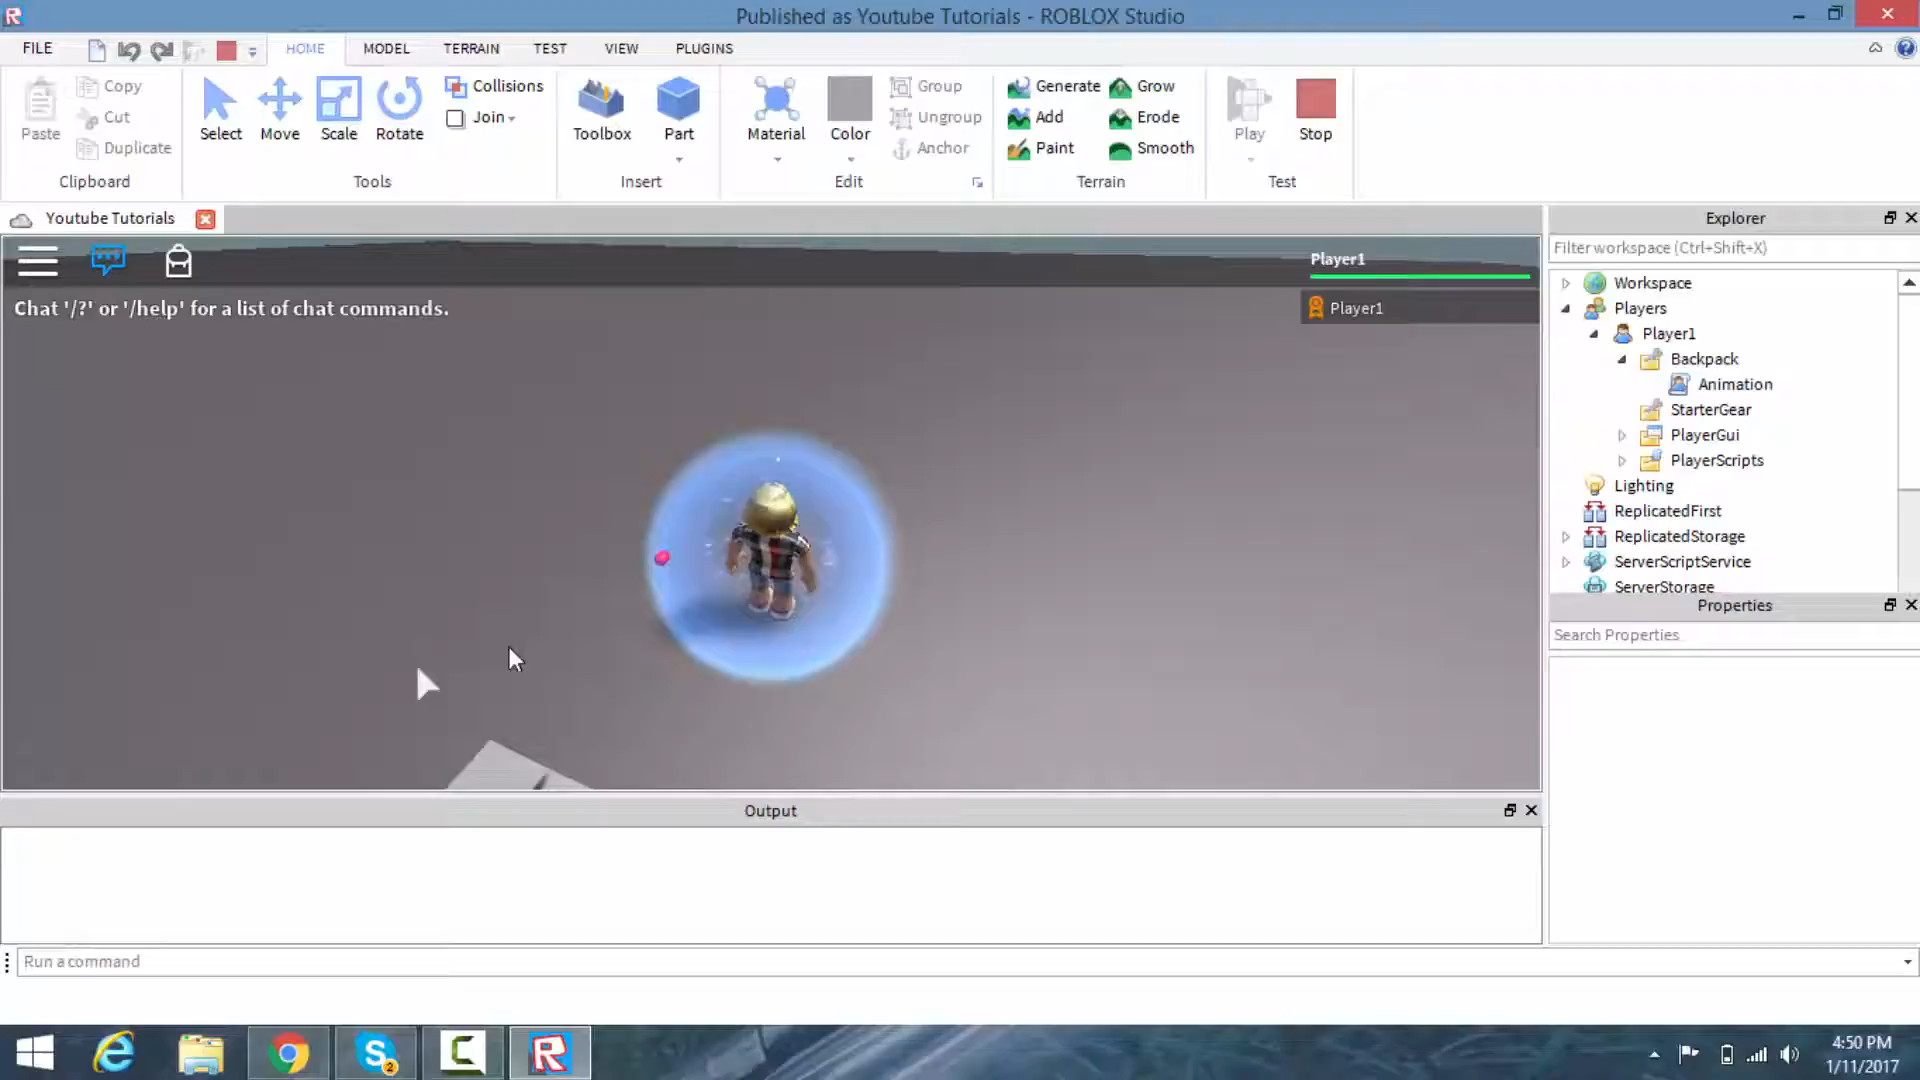 Published as Youtube Tutorials - ROBLOX Studio
FILE HOME MODEL TERRAIN TEST VIEW PLUGINS
Paste
Copy
Cut
Duplicate
Clipboard
Select
Move
Scale
Rotate
Collisions
Join
Tools
Toolbox
Part
Insert
Material
Color
Group
Ungroup
Anchor
Edit
Generate
Add
Paint
Grow
Erode
Smooth
Terrain
Play
Stop
Test
Youtube Tutorials
Chat '/?' or '/help' for a list of chat commands.
Player1
Player1
Explorer
Filter workspace (Ctrl+Shift+X)
Workspace
Players
Player1
Backpack
Animation
StarterGear
PlayerGui
PlayerScripts
Lighting
ReplicatedFirst
ReplicatedStorage
ServerScriptService
ServerStorage
Properties
Search Properties
Output
Run a command
2
4:50 PM
1/11/2017